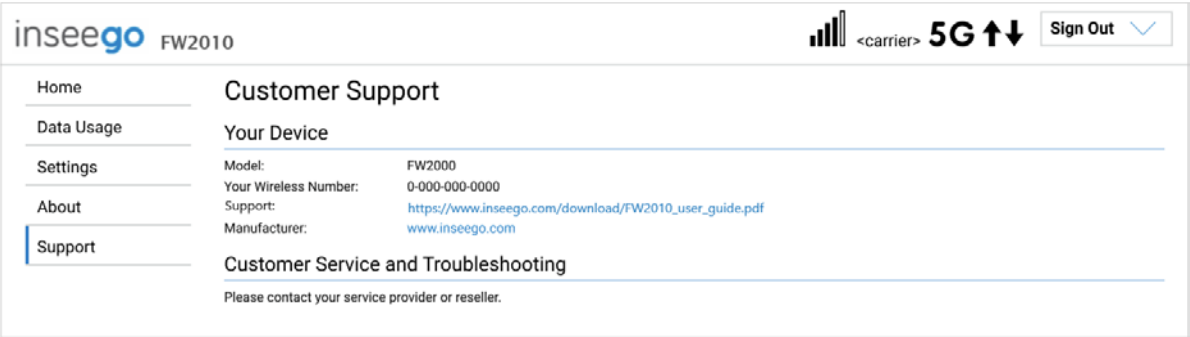 inseego FW2010
<carrier> 5G Sign Out
Home
Data Usage
Settings
About
Support
Customer Support
Your Device
Model: FW2000
Your Wireless Number: 0-000-000-0000
Support: https://www.inseego.com/download/FW2010_user_guide.pdf
Manufacturer: www.inseego.com
Customer Service and Troubleshooting
Please contact your service provider or reseller.